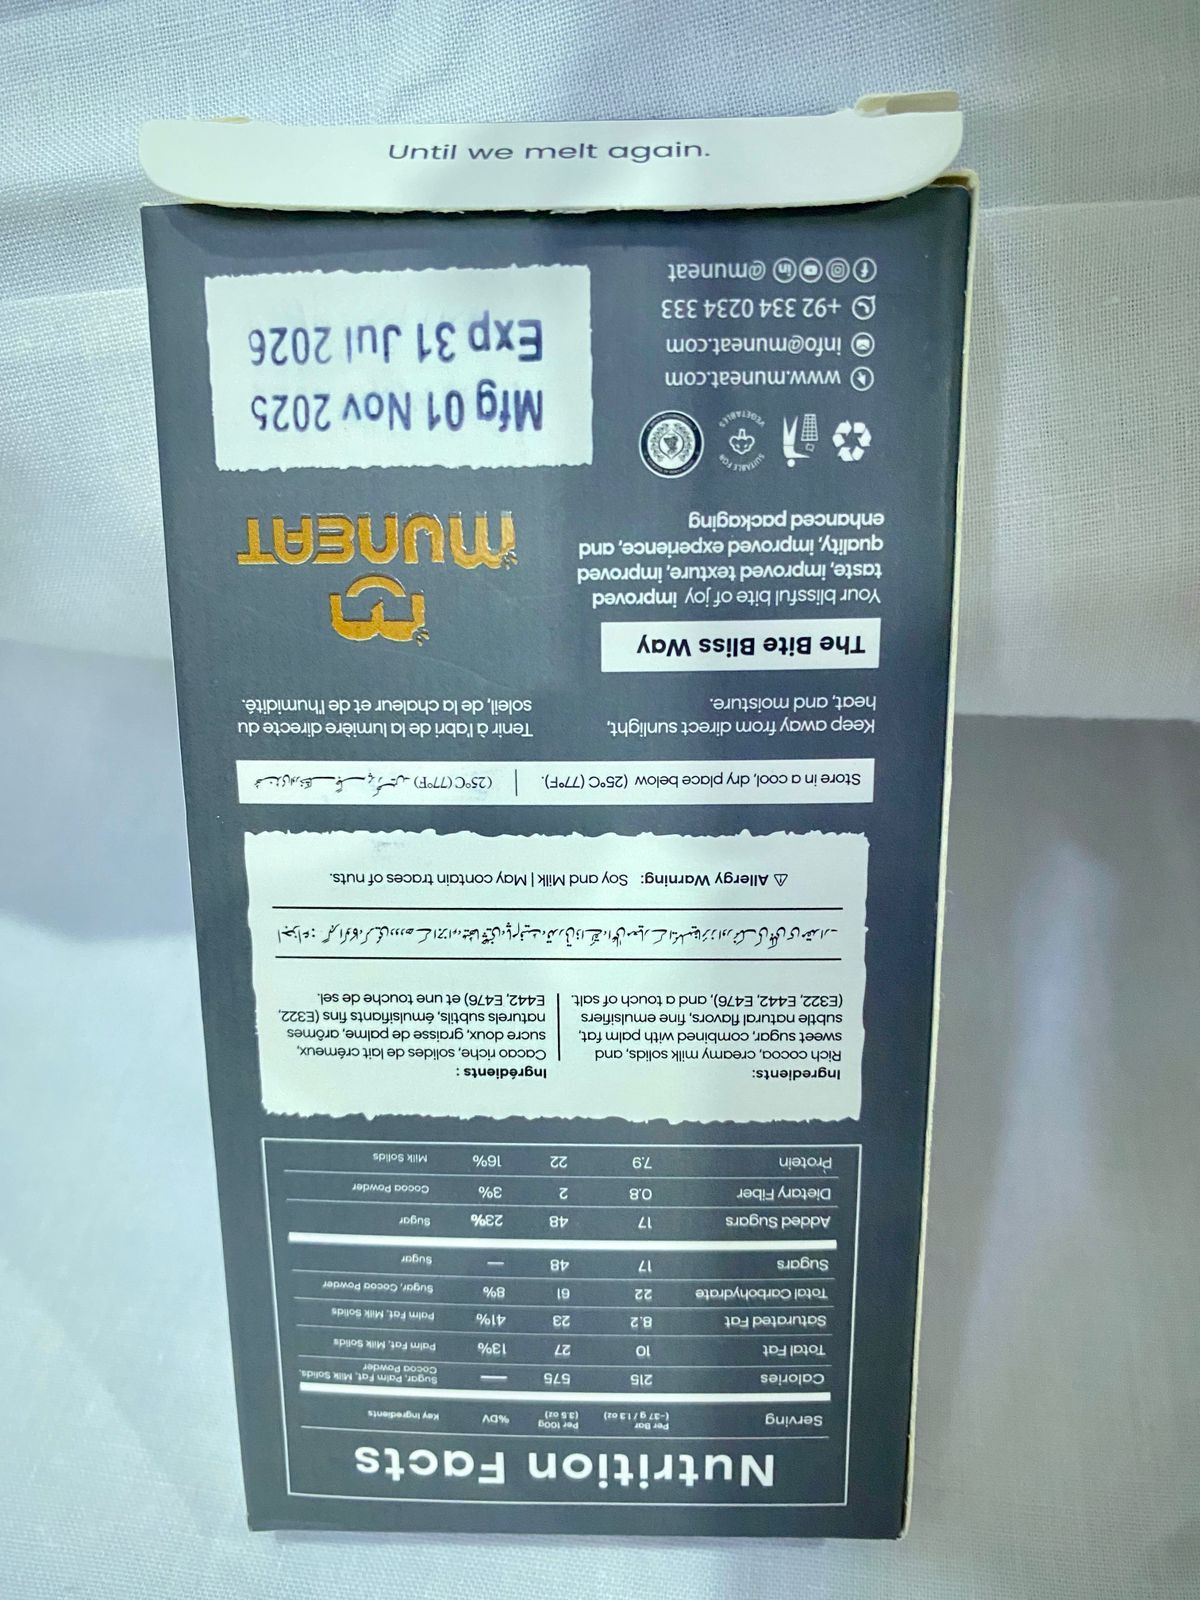 Until we melt again.
Nutrition Facts
Serving Per Bar (~37 g / 1.3 oz) Per 100g (3.5 oz) %DV Key Ingredients
Calories 215 575 — Sugar, Palm Fat, Milk Solids, Cocoa Powder
Total Fat 10 27 13% Palm Fat, Milk Solids
Saturated Fat 8.2 23 41% Palm Fat, Milk Solids
Total Carbohydrate 22 61 8% Sugar, Cocoa Powder
Sugars 17 48 — Sugar
Added Sugars 17 48 23% Sugar
Dietary Fiber 0.8 2 3% Cocoa Powder
Protein 7.9 22 16% Milk Solids
Ingredients:
Rich cocoa, creamy milk solids, and
sweet sugar, combined with palm fat,
subtle natural flavors, fine emulsifiers
(E322, E442, E476), and a touch of salt.
Ingrédients :
Cacao riche, solides de lait crémeux,
sucre doux, graisse de palme, arômes
naturels subtils, émulsifiants fins (E322,
E442, E476) et une touche de sel.
⚠ Allergy Warning: Soy and Milk | May contain traces of nuts.
Store in a cool, dry place below (25°C (77°F). | (25°C (77°F)
Keep away from direct sunlight,
heat, and moisture.
Tenir à l'abri de la lumière directe du
soleil, de la chaleur et de l'humidité.
The Bite Bliss Way
Your blissful bite of joy improved
taste, improved texture, improved
quality, improved experience, and
enhanced packaging
MUNEAT
SUITABLE FOR
VEGETABLES
www.muneat.com
info@muneat.com
+92 334 0234 333
@muneat
Mfg 01 Nov 2025
Exp 31 Jul 2026